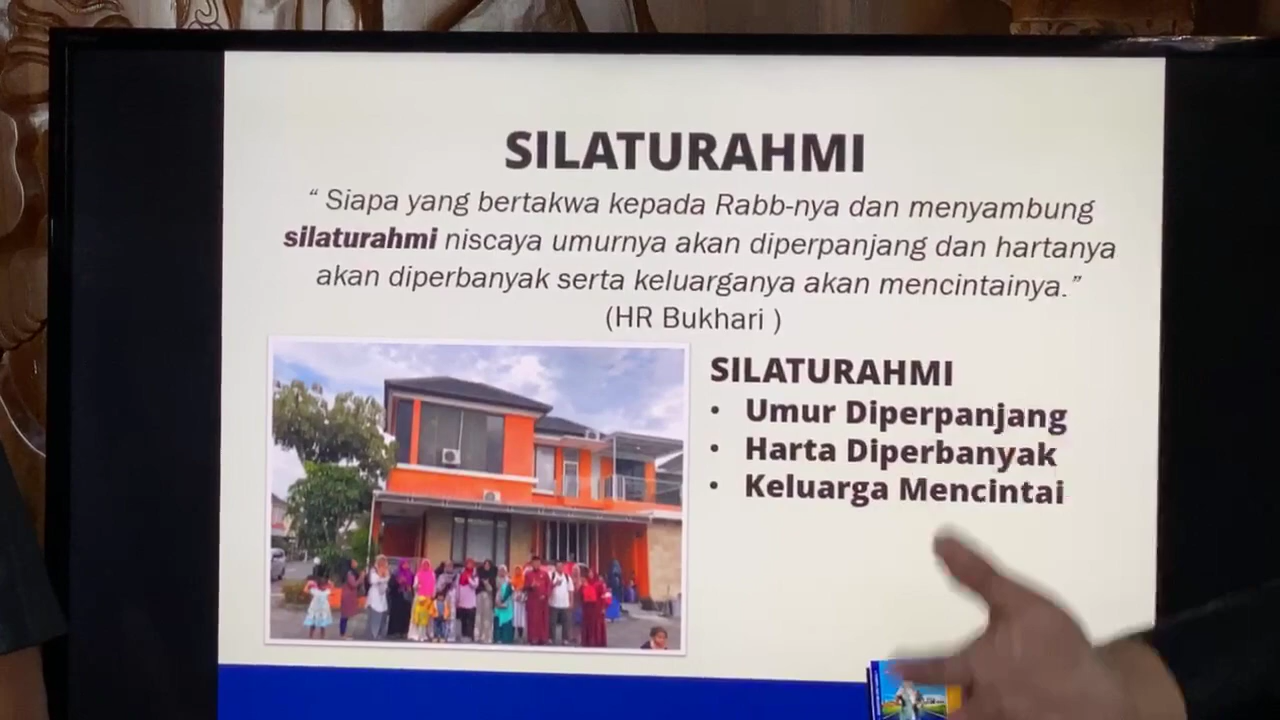 SILATURAHMI
“ Siapa yang bertakwa kepada Rabb-nya dan menyambung
silaturahmi niscaya umurnya akan diperpanjang dan hartanya
akan diperbanyak serta keluarganya akan mencintainya.”
(HR Bukhari )
SILATURAHMI
• Umur Diperpanjang
• Harta Diperbanyak
• Keluarga Mencintai